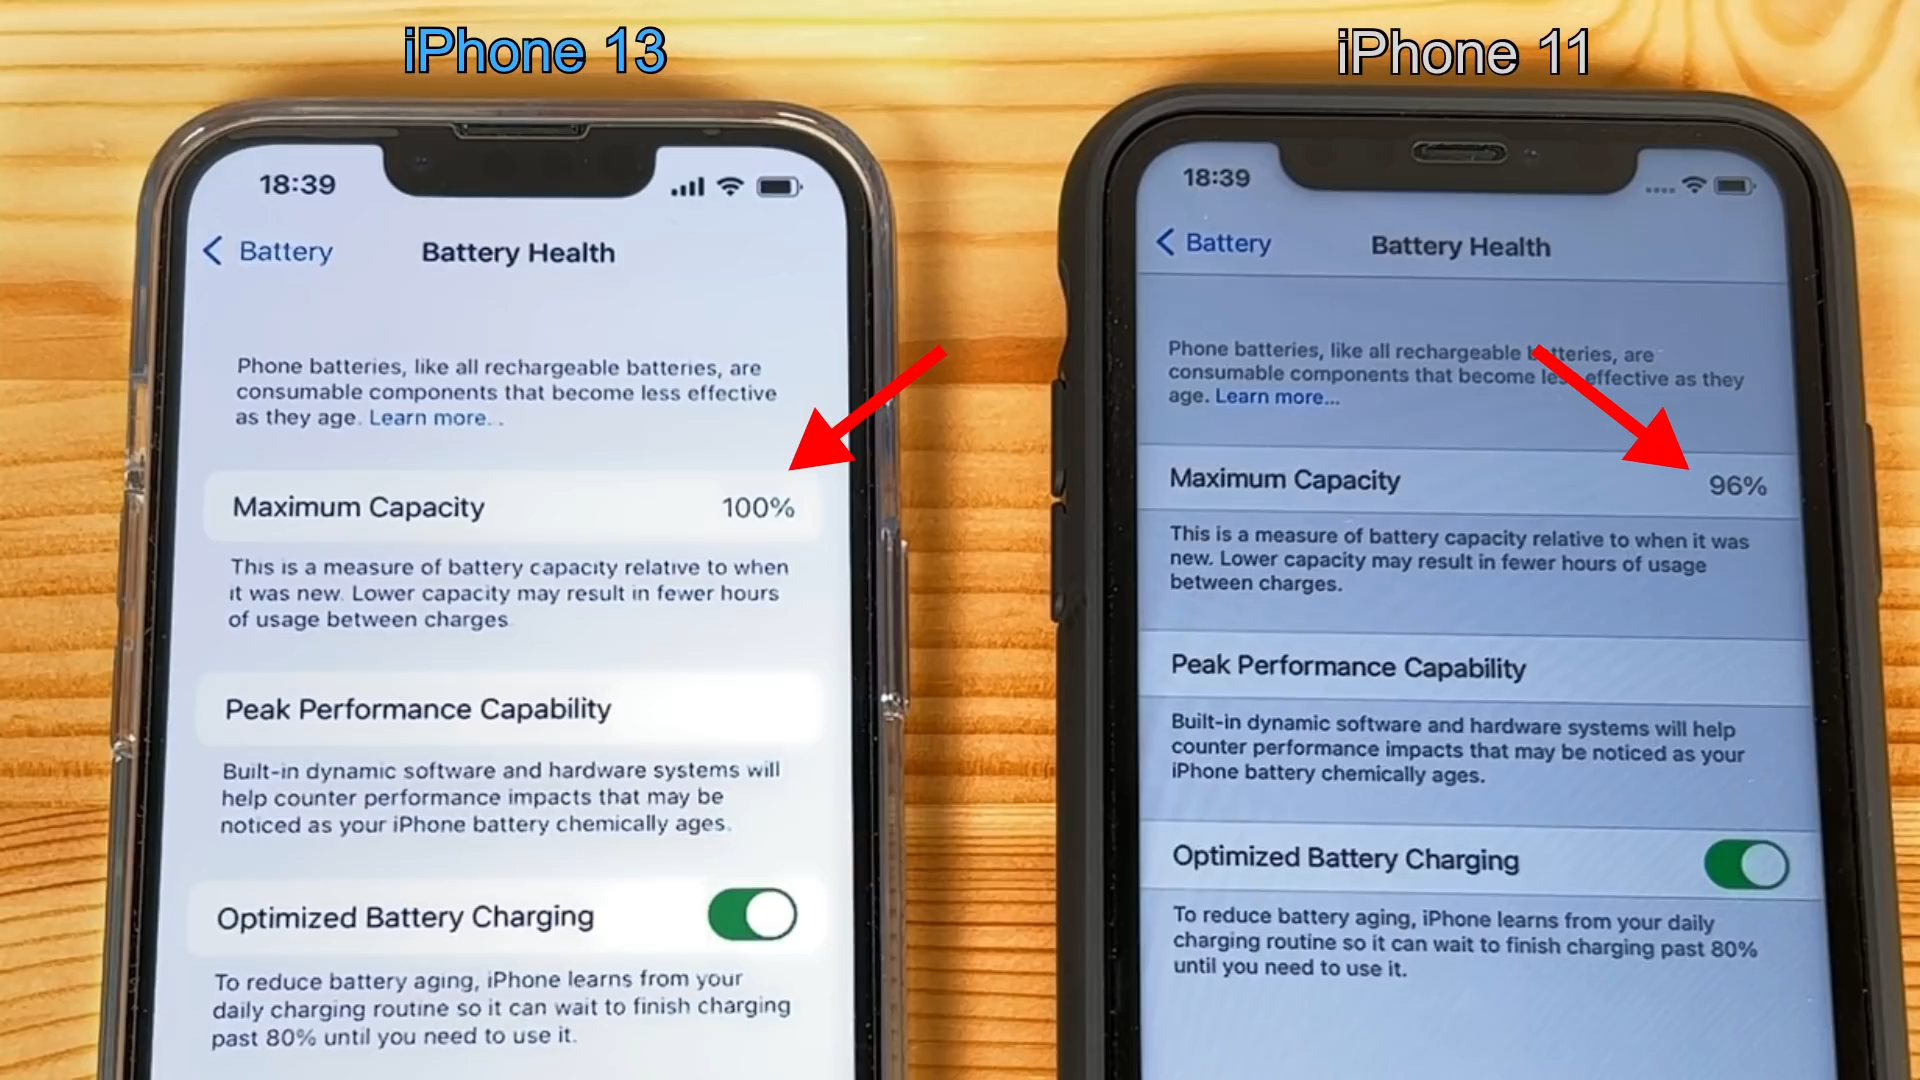 iPhone 13
18:39
Battery
Battery Health
Phone batteries, like all rechargeable batteries, are
consumable components that become less effective
as they age. Learn more. .
Maximum Capacity 100%
This is a measure of battery capacity relative to when
it was new. Lower capacity may result in fewer hours
of usage between charges
Peak Performance Capability
Built-in dynamic software and hardware systems will
help counter performance impacts that may be
noticed as your iPhone battery chemically ages.
Optimized Battery Charging
To reduce battery aging, iPhone learns from your
daily charging routine so it can wait to finish charging
past 80% until you need to use it.
iPhone 11
18:39
Battery
Battery Health
Phone batteries, like all rechargeable batteries, are
consumable components that become less effective as they
age. Learn more...
Maximum Capacity 96%
This is a measure of battery capacity relative to when it was
new. Lower capacity may result in fewer hours of usage
between charges.
Peak Performance Capability
Built-in dynamic software and hardware systems will help
counter performance impacts that may be noticed as your
iPhone battery chemically ages.
Optimized Battery Charging
To reduce battery aging, iPhone learns from your daily
charging routine so it can wait to finish charging past 80%
until you need to use it.